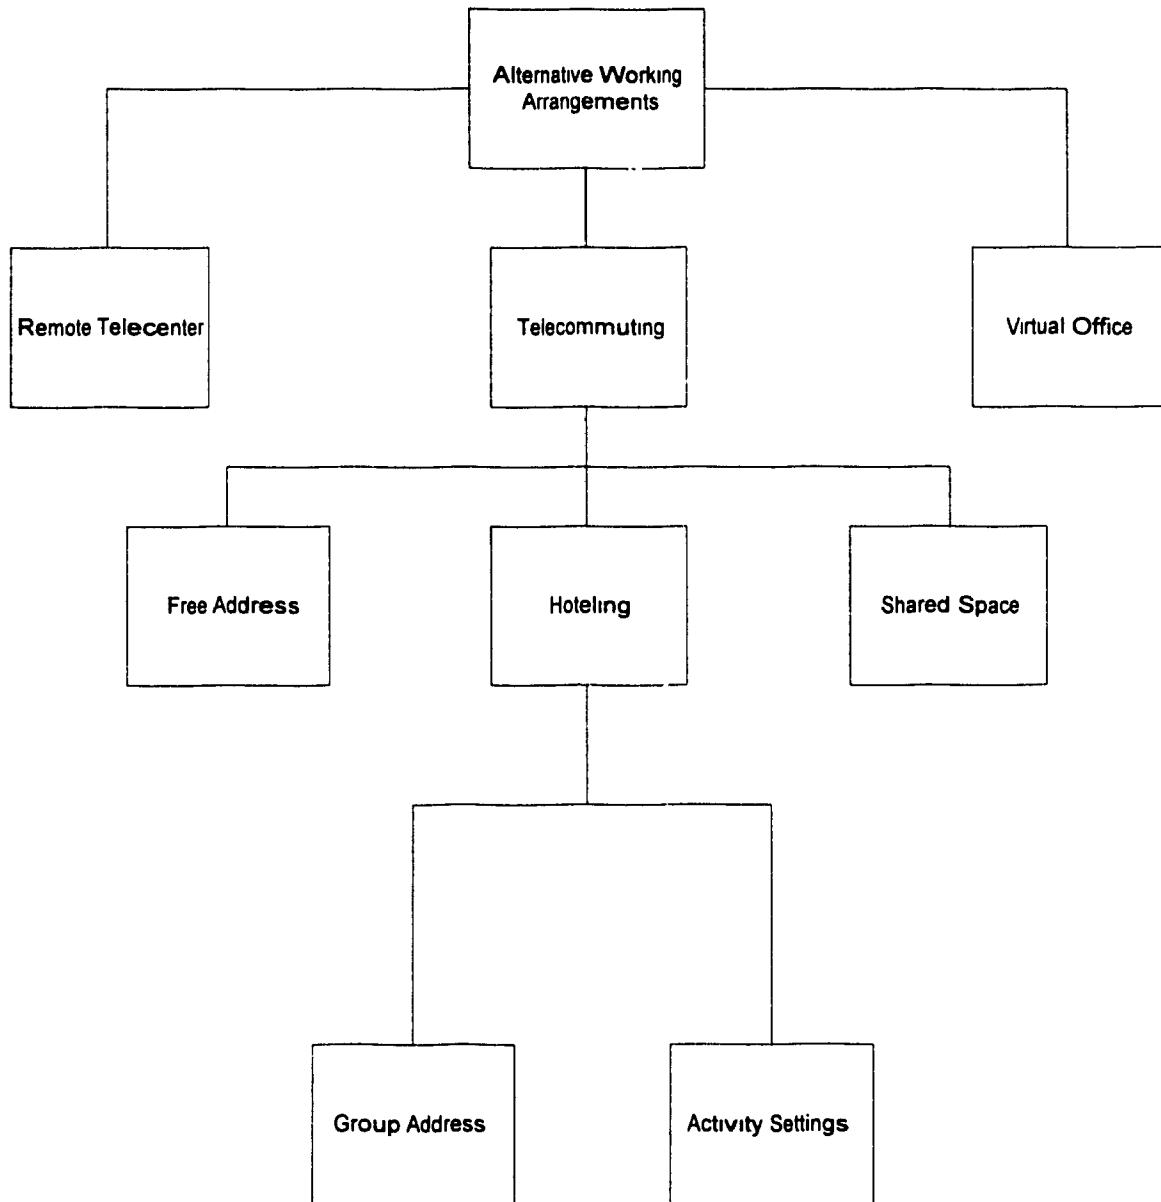 Alternative Working
Arrangements
Remote Telecenter
Telecommuting
Virtual Office
Free Address
Hoteling
Shared Space
Group Address
Activity Settings